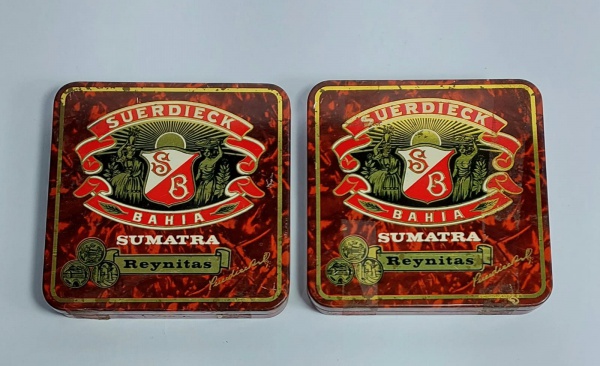 SUERDIECK
SB
BAHIA
SUMATRA
Reynitas
SUERDIECK
SB
BAHIA
SUMATRA
Reynitas